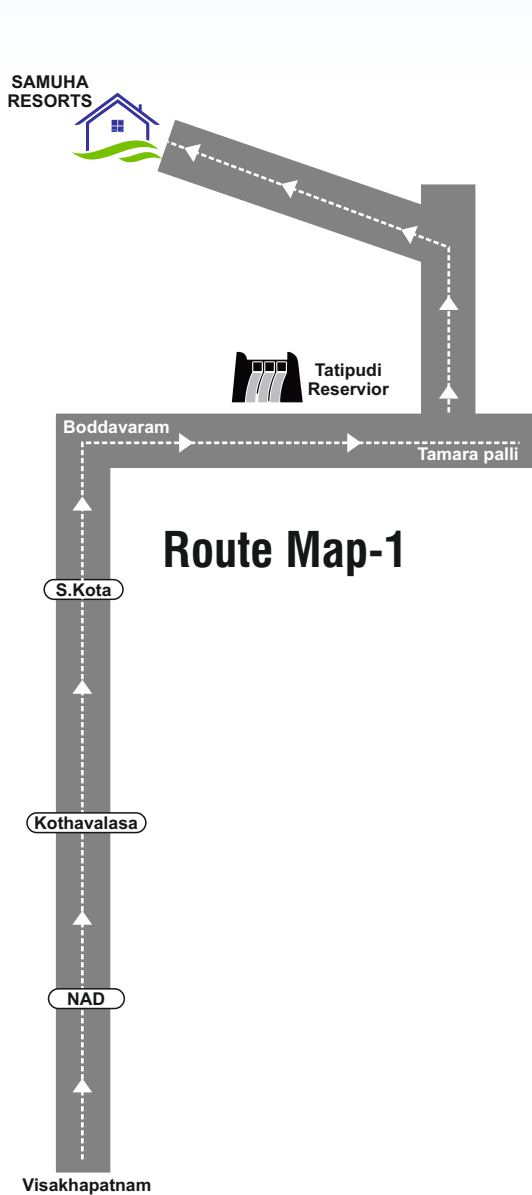 SAMUHA
RESORTS
Tatipudi
Reservior
Boddavaram
Tamara palli
Route Map-1
S.Kota
Kothavalasa
NAD
Visakhapatnam